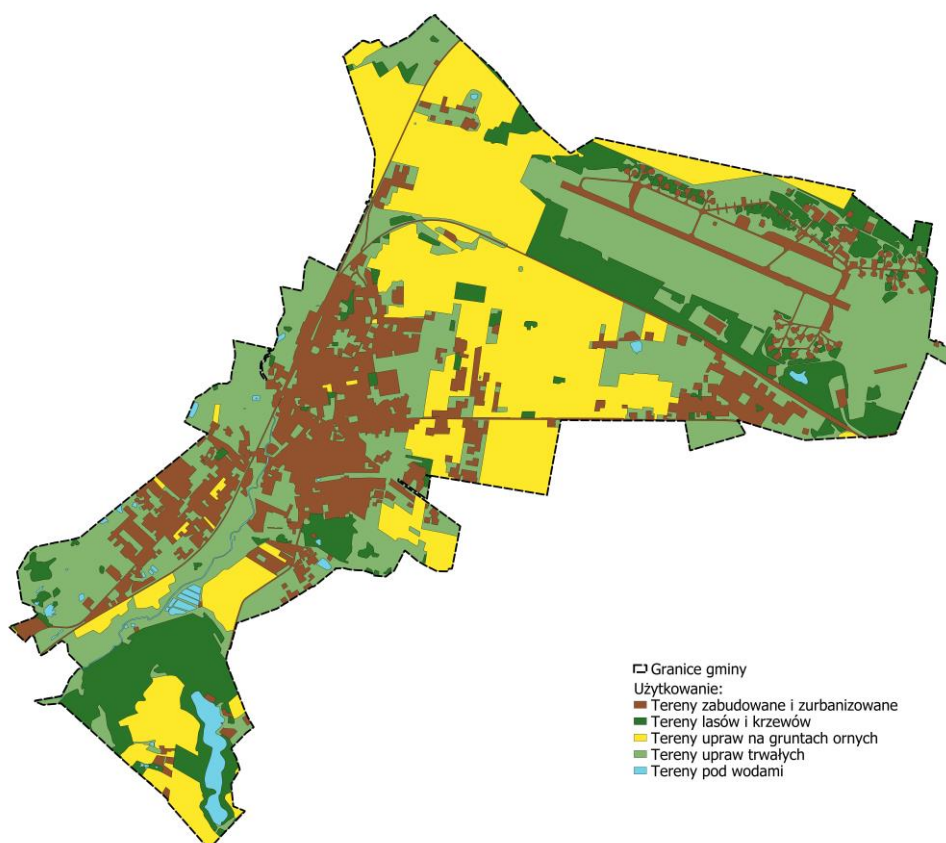 Granice gminy
Użytkowanie:
Tereny zabudowane i zurbanizowane
Tereny lasów i krzewów
Tereny upraw na gruntach ornych
Tereny upraw trwałych
Tereny pod wodami